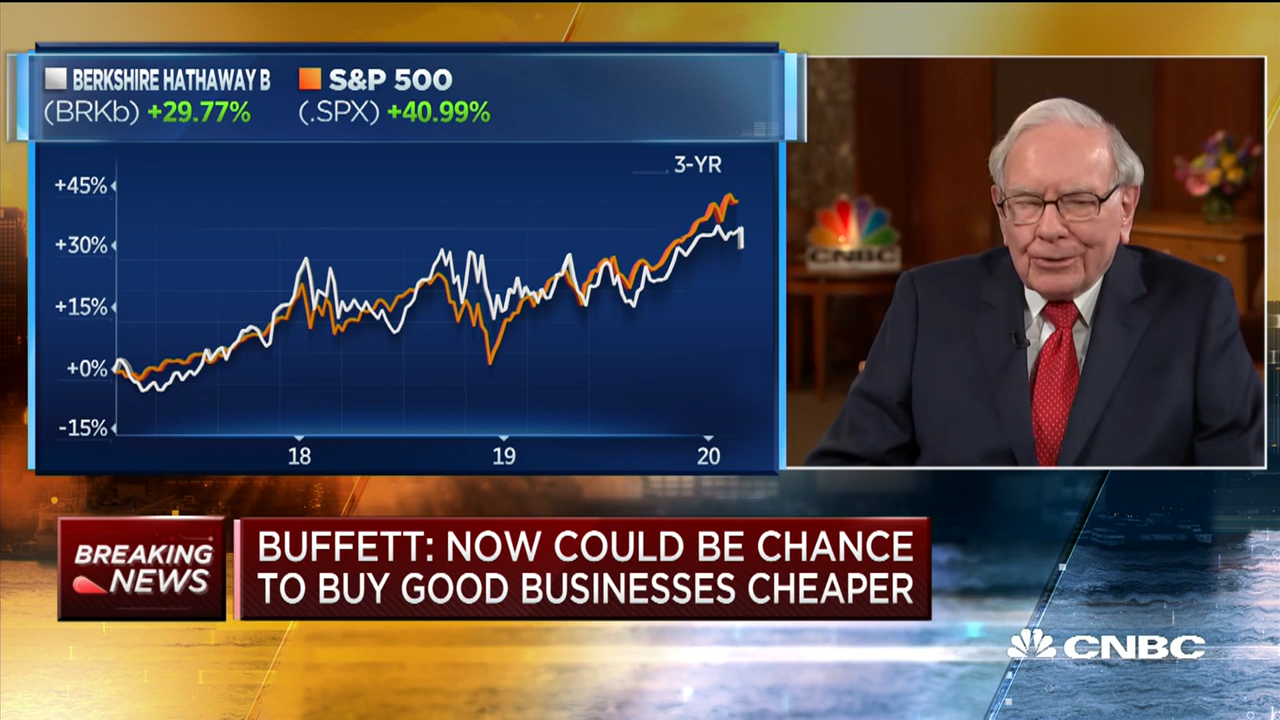 BERKSHIRE HATHAWAY B
(BRKb) +29.77%
S&P 500
(.SPX) +40.99%
3-YR
+45%
+30%
+15%
+0%
-15%
18
19
20
CNBC
BREAKING
NEWS
BUFFETT: NOW COULD BE CHANCE
TO BUY GOOD BUSINESSES CHEAPER
CNBC